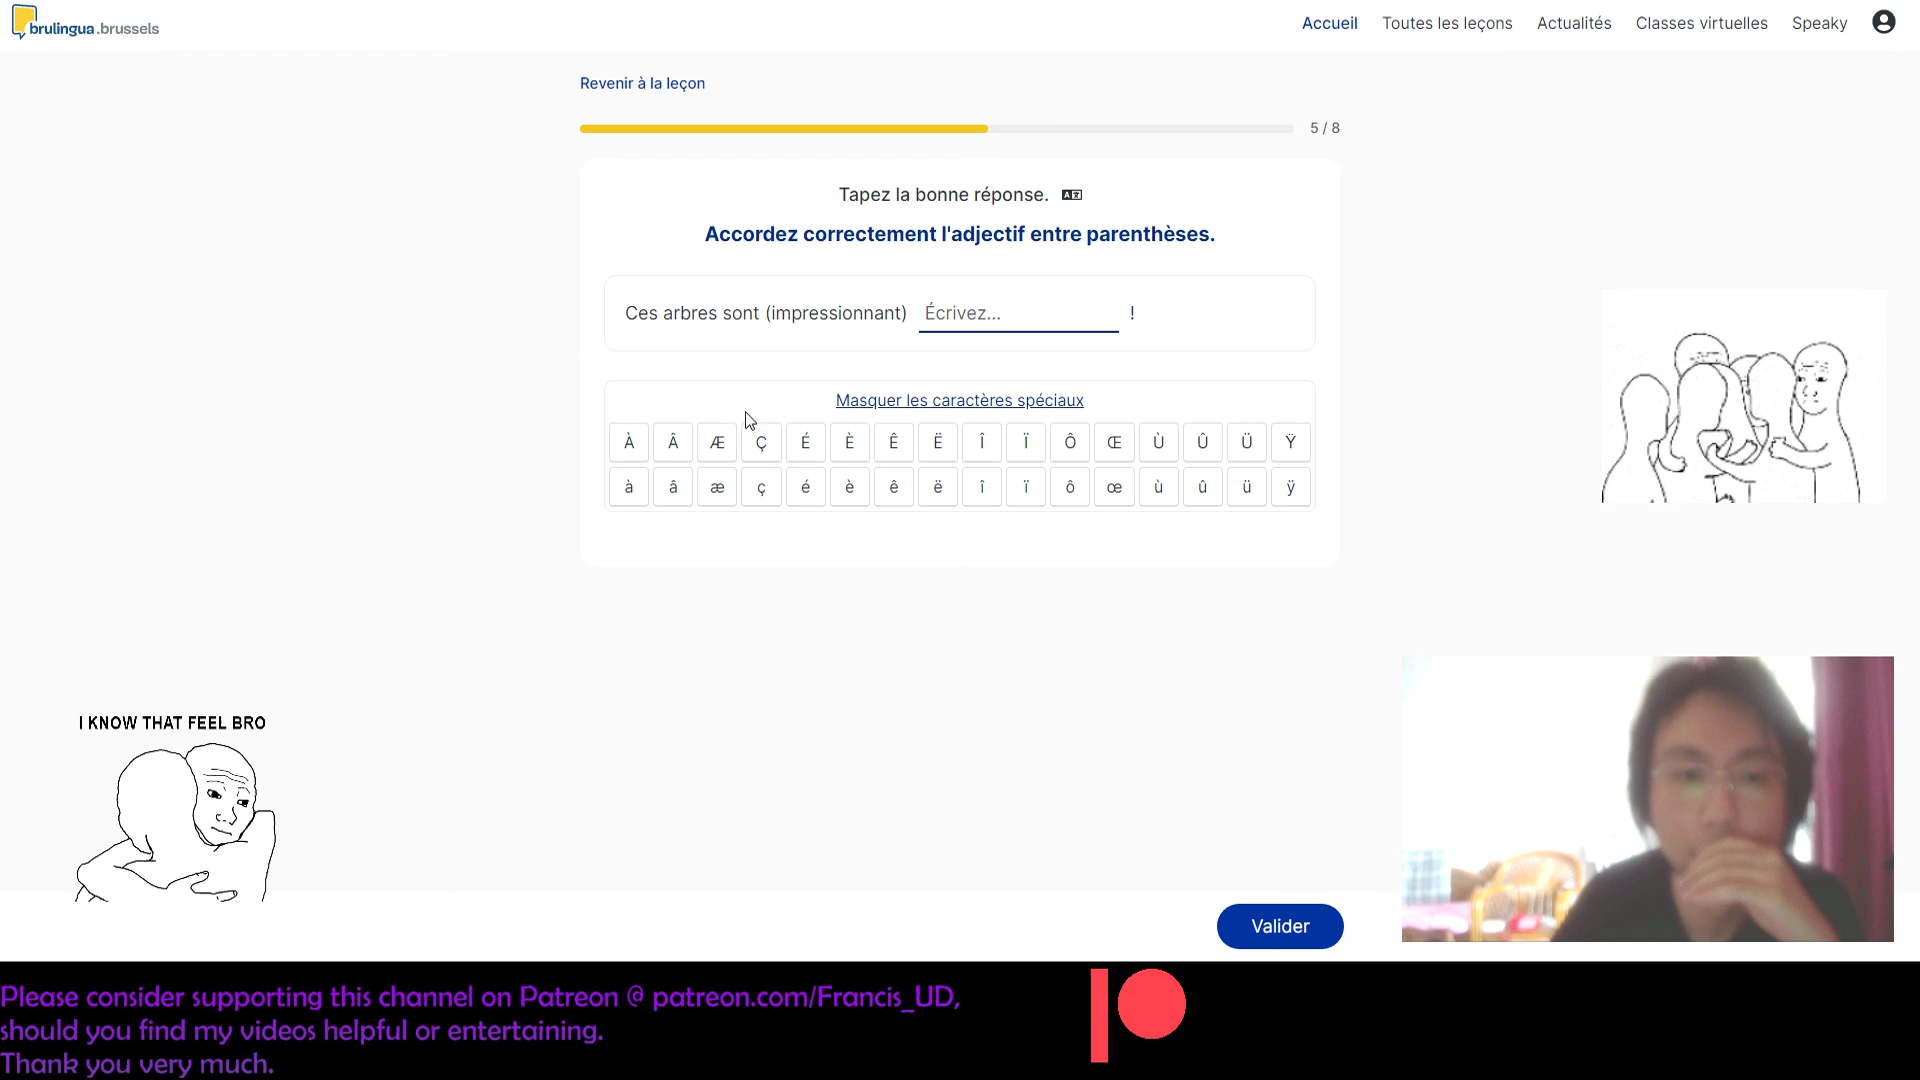 brulingua.brussels
Accueil
Toutes les leçons
Actualités
Classes virtuelles
Speaky
Revenir à la leçon
5 / 8
Tapez la bonne réponse.
Accordez correctement l'adjectif entre parenthèses.
Ces arbres sont (impressionnant) Écrivez... !
Masquer les caractères spéciaux
À Â Æ Ç É È Ê Ë Î Ï Ô Œ Ù Û Ü Ÿ
à â æ ç é è ê ë î ï ô œ ù û ü ÿ
I KNOW THAT FEEL BRO
Valider
Please consider supporting this channel on Patreon @ patreon.com/Francis_UD,
should you find my videos helpful or entertaining.
Thank you very much.